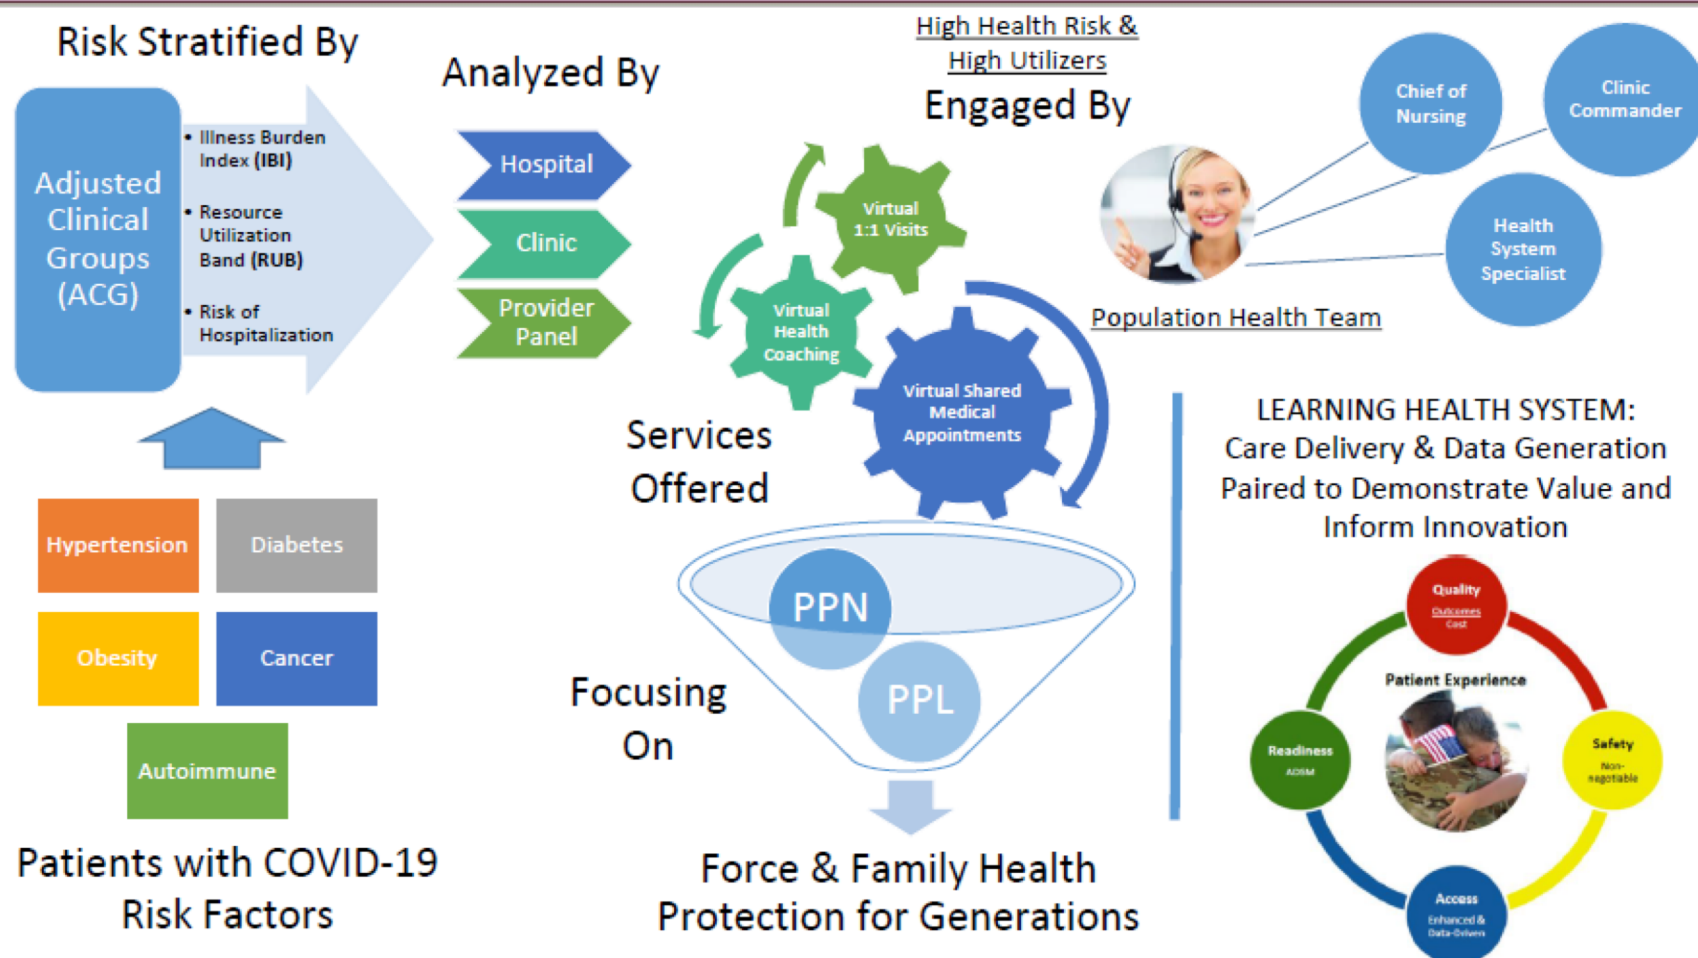 Risk Stratified By
Adjusted
Clinical
Groups
(ACG)
• Illness Burden
Index (IBI)
• Resource
Utilization
Band (RUB)
• Risk of
Hospitalization
Analyzed By
Hospital
Clinic
Provider
Panel
High Health Risk &
High Utilizers
Engaged By
Virtual
1:1 Visits
Virtual
Health
Coaching
Virtual Shared
Medical
Appointments
Services
Offered
Chief of
Nursing
Clinic
Commander
Health
System
Specialist
Population Health Team
Hypertension
Diabetes
Obesity
Cancer
Autoimmune
Patients with COVID-19
Risk Factors
PPN
PPL
Focusing
On
Force & Family Health
Protection for Generations
LEARNING HEALTH SYSTEM:
Care Delivery & Data Generation
Paired to Demonstrate Value and
Inform Innovation
Quality
Outcomes
Cost
Patient Experience
Readiness
ADSM
Safety
Non-
negotiable
Access
Enhanced &
Data-Driven